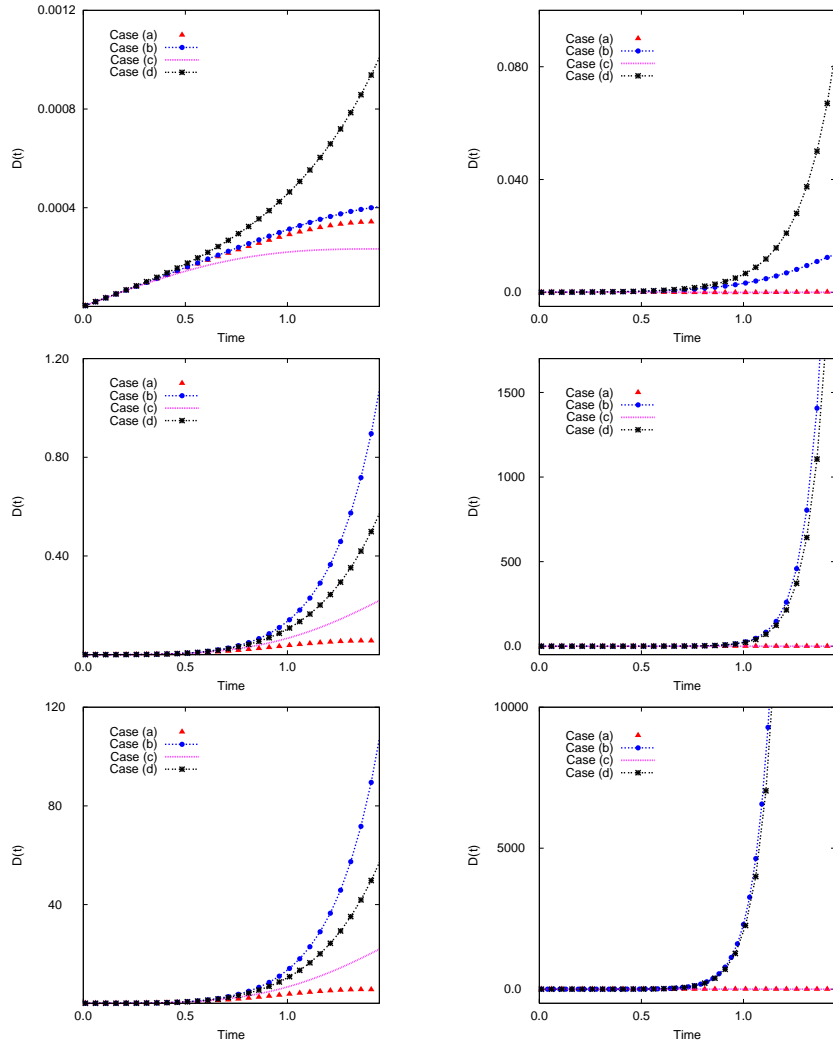 0.0012
Case (a)
Case (b)
Case (c)
Case (d)
0.0008
D(t)
0.0004
0.0 0.5 1.0
Time
0.080
Case (a)
Case (b)
Case (c)
Case (d)
D(t)
0.040
0.0
0.0 0.5 1.0
Time
1.20
Case (a)
Case (b)
Case (c)
Case (d)
0.80
D(t)
0.40
0.0 0.5 1.0
Time
1500
Case (a)
Case (b)
Case (c)
Case (d)
1000
D(t)
500
0.0
0.0 0.5 1.0
Time
120
Case (a)
Case (b)
Case (c)
Case (d)
80
D(t)
40
0.0 0.5 1.0
Time
10000
Case (a)
Case (b)
Case (c)
Case (d)
D(t)
5000
0.0
0.0 0.5 1.0
Time